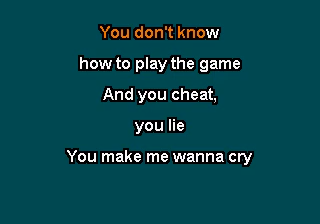 You don't know
how to play the game
And you cheat,
you lie
You make me wanna cry